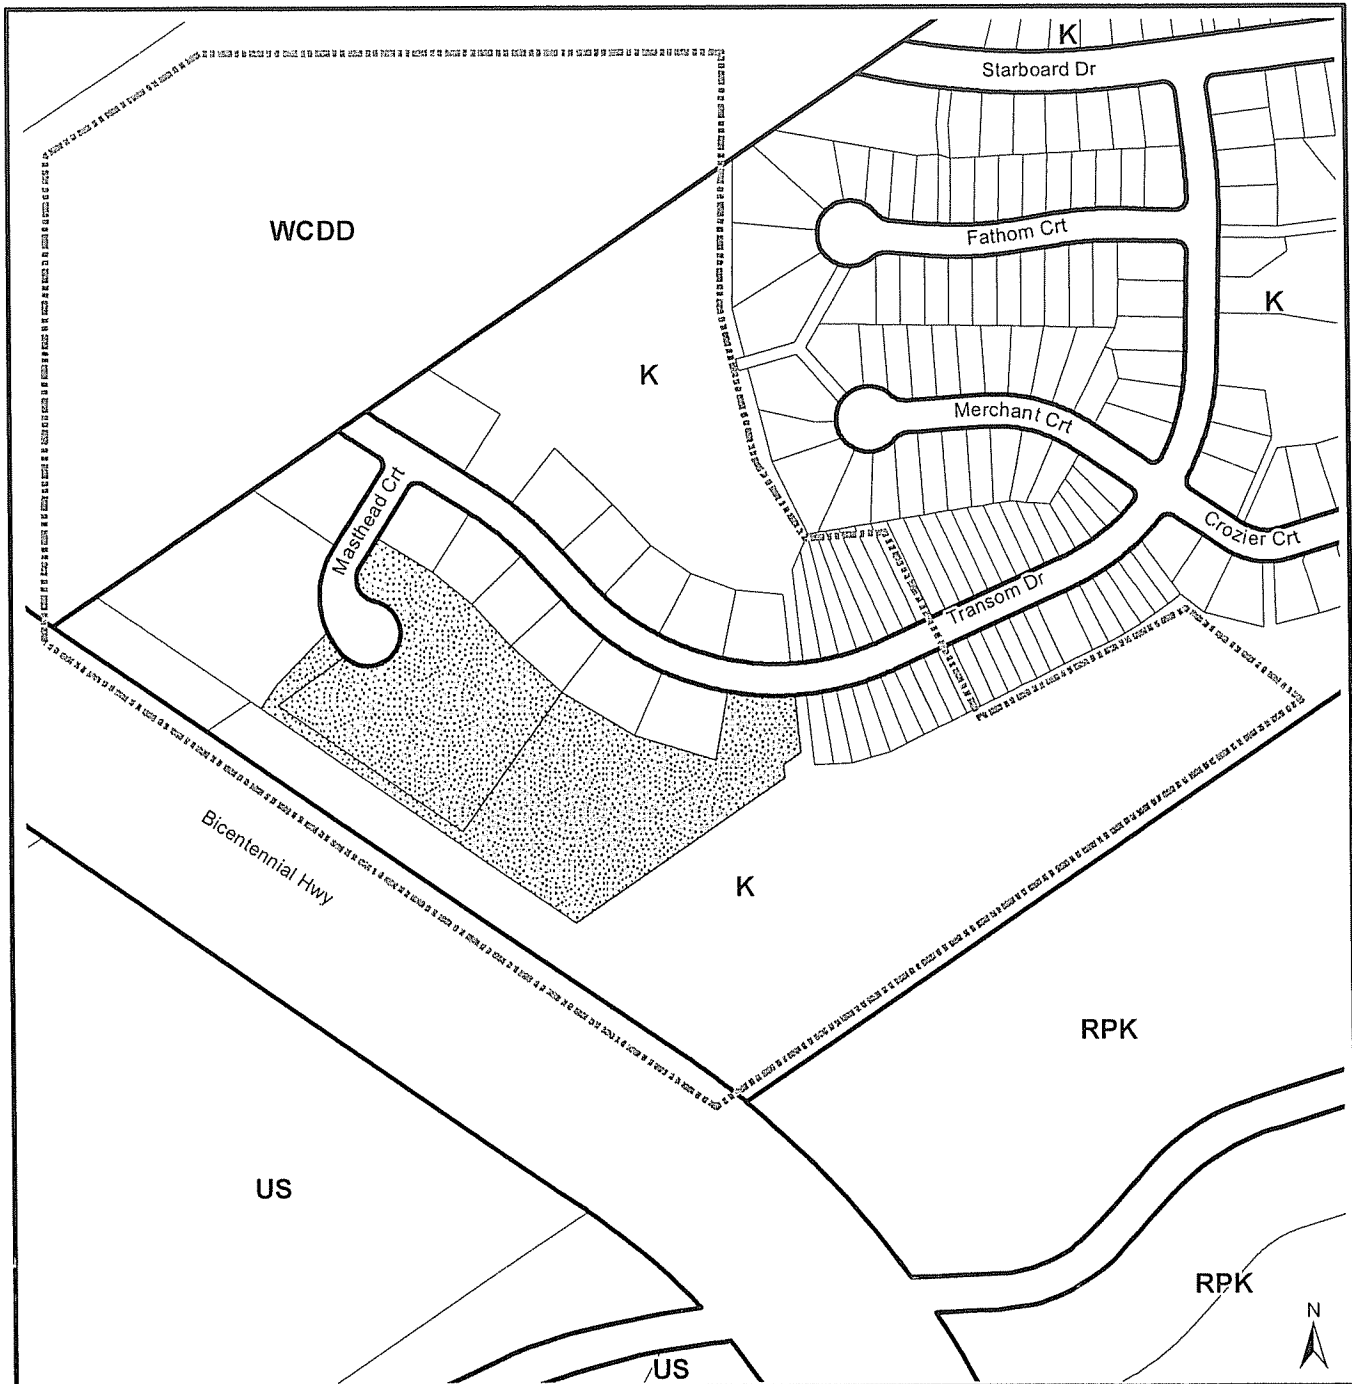 K
Starboard Dr
WCDD
Fathom Crt
K
K
Merchant Crt
Masthead Crt
Crozier Crt
Transom Dr
Bicentennial Hwy
K
RPK
US
RPK
N
US